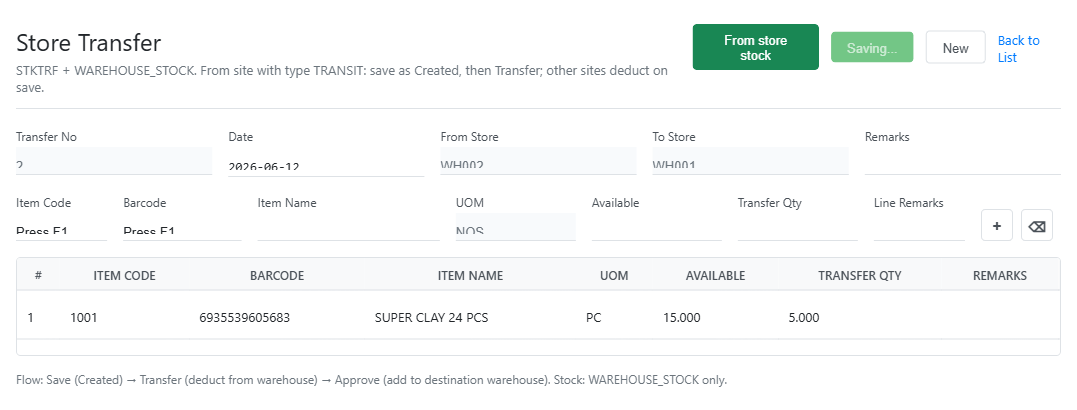 Store Transfer
From store
stock
Saving...
New
Back to
List
STKTRF + WAREHOUSE_STOCK. From site with type TRANSIT: save as Created, then Transfer; other sites deduct on
save.
Transfer No
Date
From Store
To Store
Remarks
2
2026-06-12
WH002
WH001
Item Code
Barcode
Item Name
UOM
Available
Transfer Qty
Line Remarks
Press F1
Press F1
NOS
+
⌫
# ITEM CODE BARCODE ITEM NAME UOM AVAILABLE TRANSFER QTY REMARKS
1 1001 6935539605683 SUPER CLAY 24 PCS PC 15.000 5.000
Flow: Save (Created) → Transfer (deduct from warehouse) → Approve (add to destination warehouse). Stock: WAREHOUSE_STOCK only.